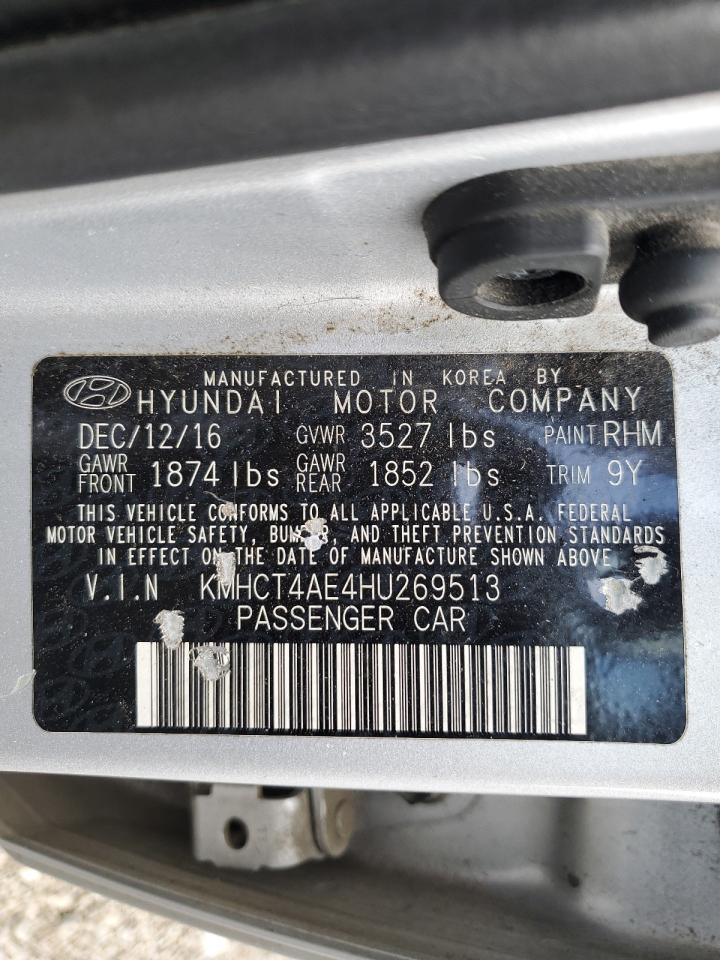 MANUFACTURED IN KOREA BY
HYUNDAI MOTOR COMPANY
DEC/12/16 GVWR 3527 lbs PAINT RHM
GAWR FRONT 1874 lbs GAWR REAR 1852 lbs TRIM 9Y
THIS VEHICLE CONFORMS TO ALL APPLICABLE U.S.A. FEDERAL
MOTOR VEHICLE SAFETY, BUMPER, AND THEFT PREVENTION STANDARDS
IN EFFECT ON THE DATE OF MANUFACTURE SHOWN ABOVE.
V.I.N KMHCT4AE4HU269513
PASSENGER CAR